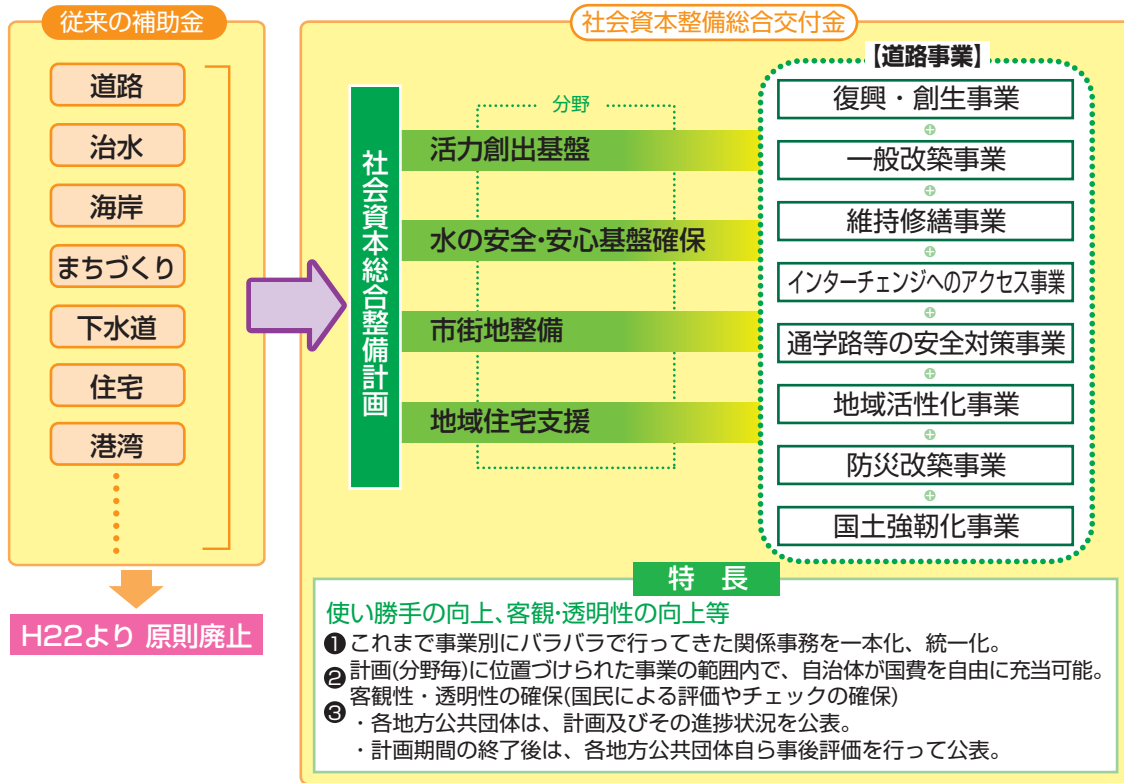 従来の補助金
道路
治水
海岸
まちづくり
下水道
住宅
港湾
H22より 原則廃止
社会資本整備総合交付金
社会資本総合整備計画
分野
活力創出基盤
水の安全・安心基盤確保
市街地整備
地域住宅支援
【道路事業】
復興・創生事業
一般改築事業
維持修繕事業
インターチェンジへのアクセス事業
通学路等の安全対策事業
地域活性化事業
防災改築事業
国土強靭化事業
特 長
使い勝手の向上、客観・透明性の向上等
❶これまで事業別にバラバラで行ってきた関係事務を一本化、統一化。
❷計画(分野毎)に位置づけられた事業の範囲内で、自治体が国費を自由に充当可能。
❸客観性・透明性の確保(国民による評価やチェックの確保)
・各地方公共団体は、計画及びその進捗状況を公表。
・計画期間の終了後は、各地方公共団体自ら事後評価を行って公表。